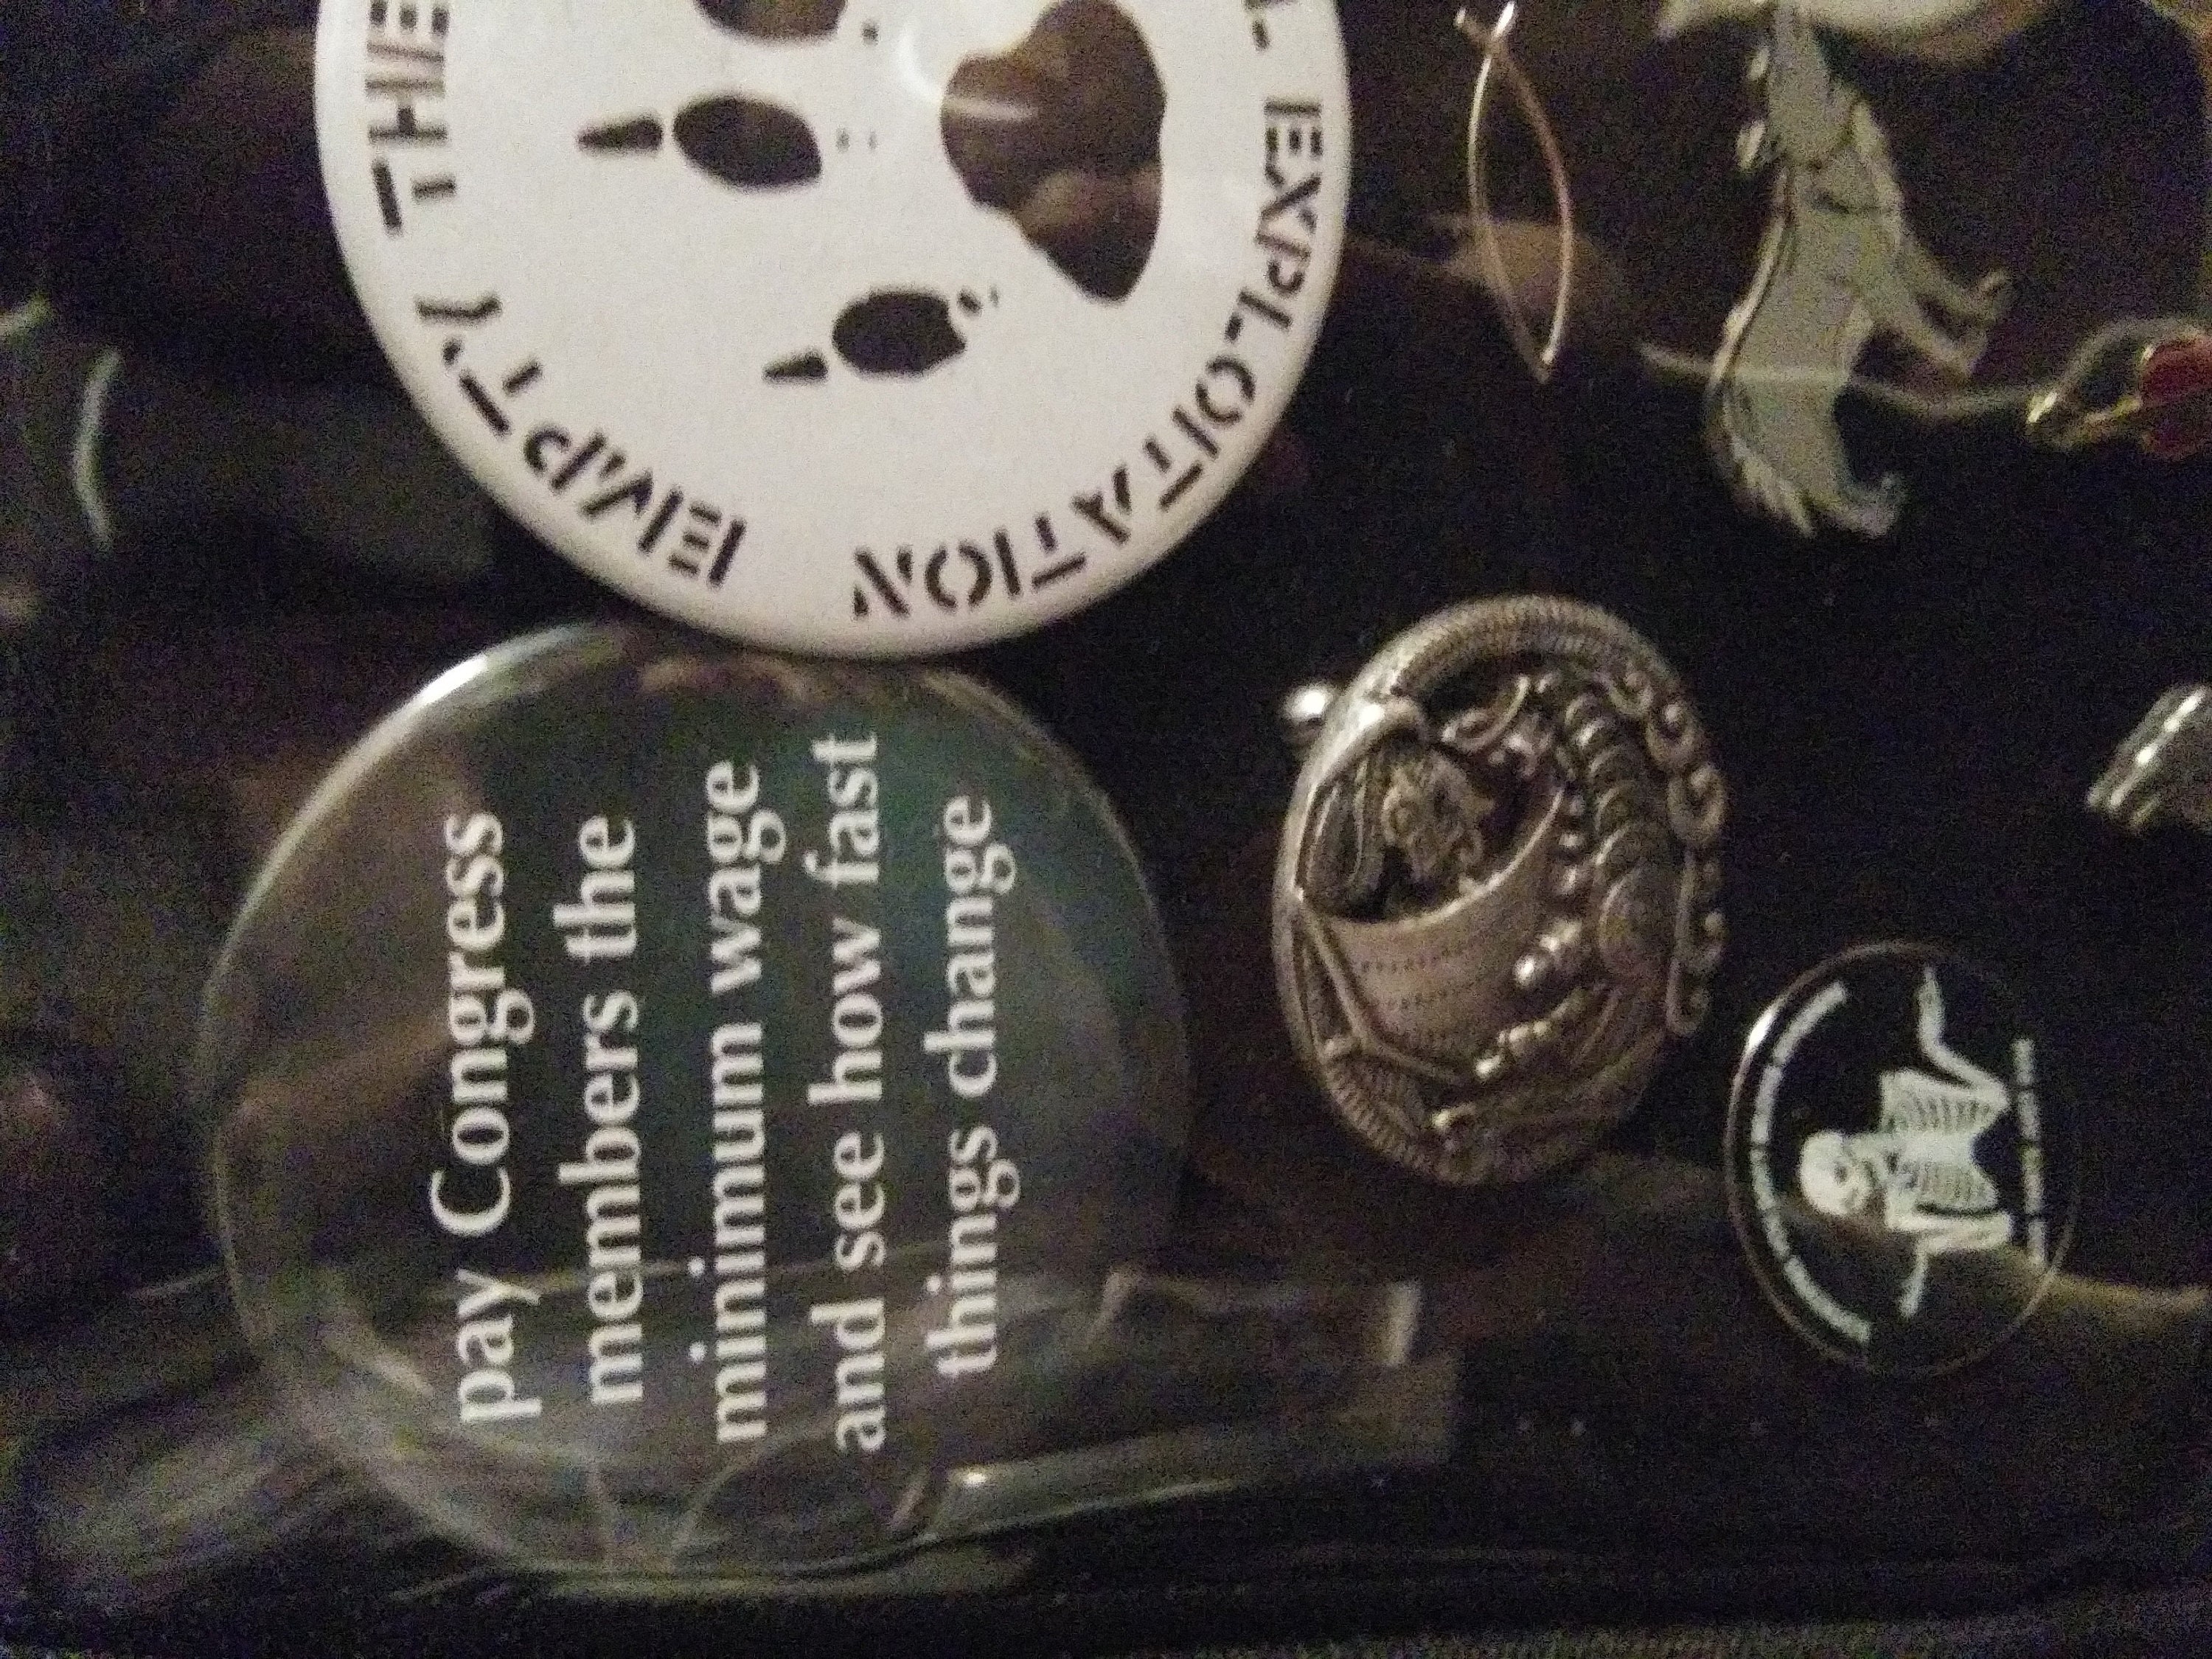 EMPTY THE
L EXPLOITATION
pay Congress
members the
minimum wage
and see how fast
things change